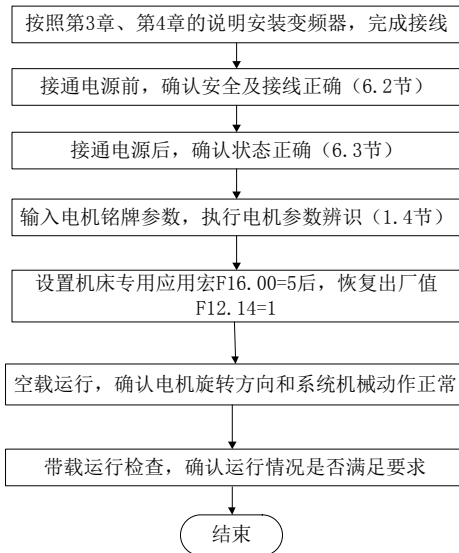 按照第3章、第4章的说明安装变频器，完成接线
接通电源前，确认安全及接线正确（6.2节）
接通电源后，确认状态正确（6.3节）
输入电机铭牌参数，执行电机参数辨识（1.4节）
设置机床专用应用宏F16.00=5后，恢复出厂值
F12.14=1
空载运行，确认电机旋转方向和系统机械动作正常
带载运行检查，确认运行情况是否满足要求
结束